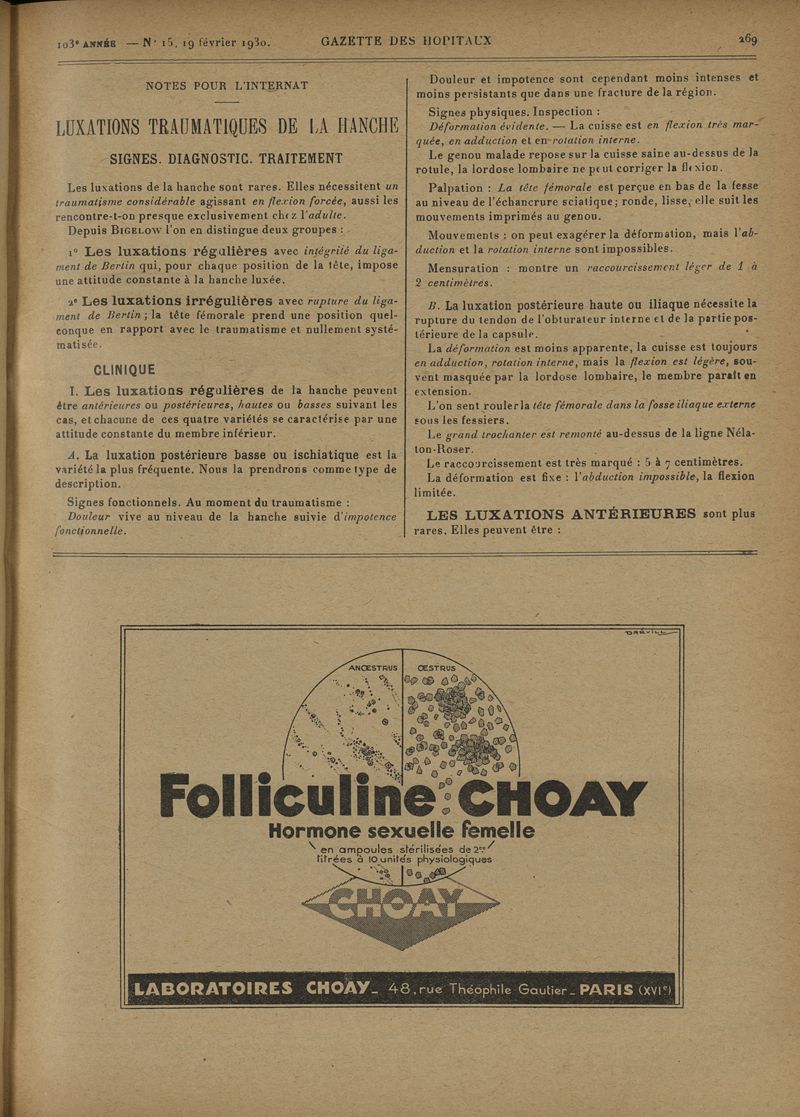 103e ANNÉE — N° 15, 19 février 1930.
GAZETTE DES HOPITAUX
269
NOTES POUR L'INTERNAT
LUXATIONS TRAUMATIQUES DE LA HANCHE
SIGNES. DIAGNOSTIC. TRAITEMENT
Les luxations de la hanche sont rares. Elles nécessitent un
traumatisme considérable agissant en flexion forcée, aussi les
rencontre-t-on presque exclusivement chez l'adulte.
Depuis BIGELOW l'on en distingue deux groupes :
1° Les luxations régulières avec intégrité du liga-
ment de Bertin qui, pour chaque position de la tête, impose
une attitude constante à la hanche luxée.
2e Les luxations irrégulières avec rupture du liga-
ment de Bertin ; la tête fémorale prend une position quel-
conque en rapport avec le traumatisme et nullement systé-
matisée.
CLINIQUE
I. Les luxations régulières de la hanche peuvent
être antérieures ou postérieures, hautes ou basses suivant les
cas, et chacune de ces quatre variétés se caractérise par une
attitude constante du membre inférieur.
A. La luxation postérieure basse ou ischiatique est la
variété la plus fréquente. Nous la prendrons comme type de
description.
Signes fonctionnels. Au moment du traumatisme :
Douleur vive au niveau de la hanche suivie d'impotence
fonctionnelle.
Douleur et impotence sont cependant moins intenses et
moins persistants que dans une fracture de la région.
Signes physiques. Inspection :
Déformation évidente. — La cuisse est en flexion très mar-
quée, en adduction et en rotation interne.
Le genou malade repose sur la cuisse saine au-dessus de la
rotule, la lordose lombaire ne peut corriger la flexion.
Palpation : La tête fémorale est perçue en bas de la fesse
au niveau de l'échancrure sciatique; ronde, lisse, elle suit les
mouvements imprimés au genou.
Mouvements : on peut exagérer la déformation, mais l'ab-
duction et la rotation interne sont impossibles.
Mensuration : montre un raccourcissement léger de 1 à
2 centimètres.
B. La luxation postérieure haute ou iliaque nécessite la
rupture du tendon de l'obturateur interne et de la partie pos-
térieure de la capsule.
La déformation est moins apparente, la cuisse est toujours
en adduction, rotation interne, mais la flexion est légère, sou-
vent masquée par la lordose lombaire, le membre paraît en
extension.
L'on sent rouler la tête fémorale dans la fosse iliaque externe
sous les fessiers.
Le grand trochanter est remonté au-dessus de la ligne Néla-
ton-Roser.
Le raccourcissement est très marqué : 5 à 7 centimètres.
La déformation est fixe : l'abduction impossible, la flexion
limitée.
LES LUXATIONS ANTÉRIEURES sont plus
rares. Elles peuvent être :
DRÉVILL
ANŒSTRUS
ŒSTRUS
Folliculine CHOAY
Hormone sexuelle femelle
en ampoules stérilisées de 2cc
titrées à 10 unités physiologiques
CHOAY
LABORATOIRES CHOAY_ 48, rue Théophile Gautier_ PARIS (XVIe)